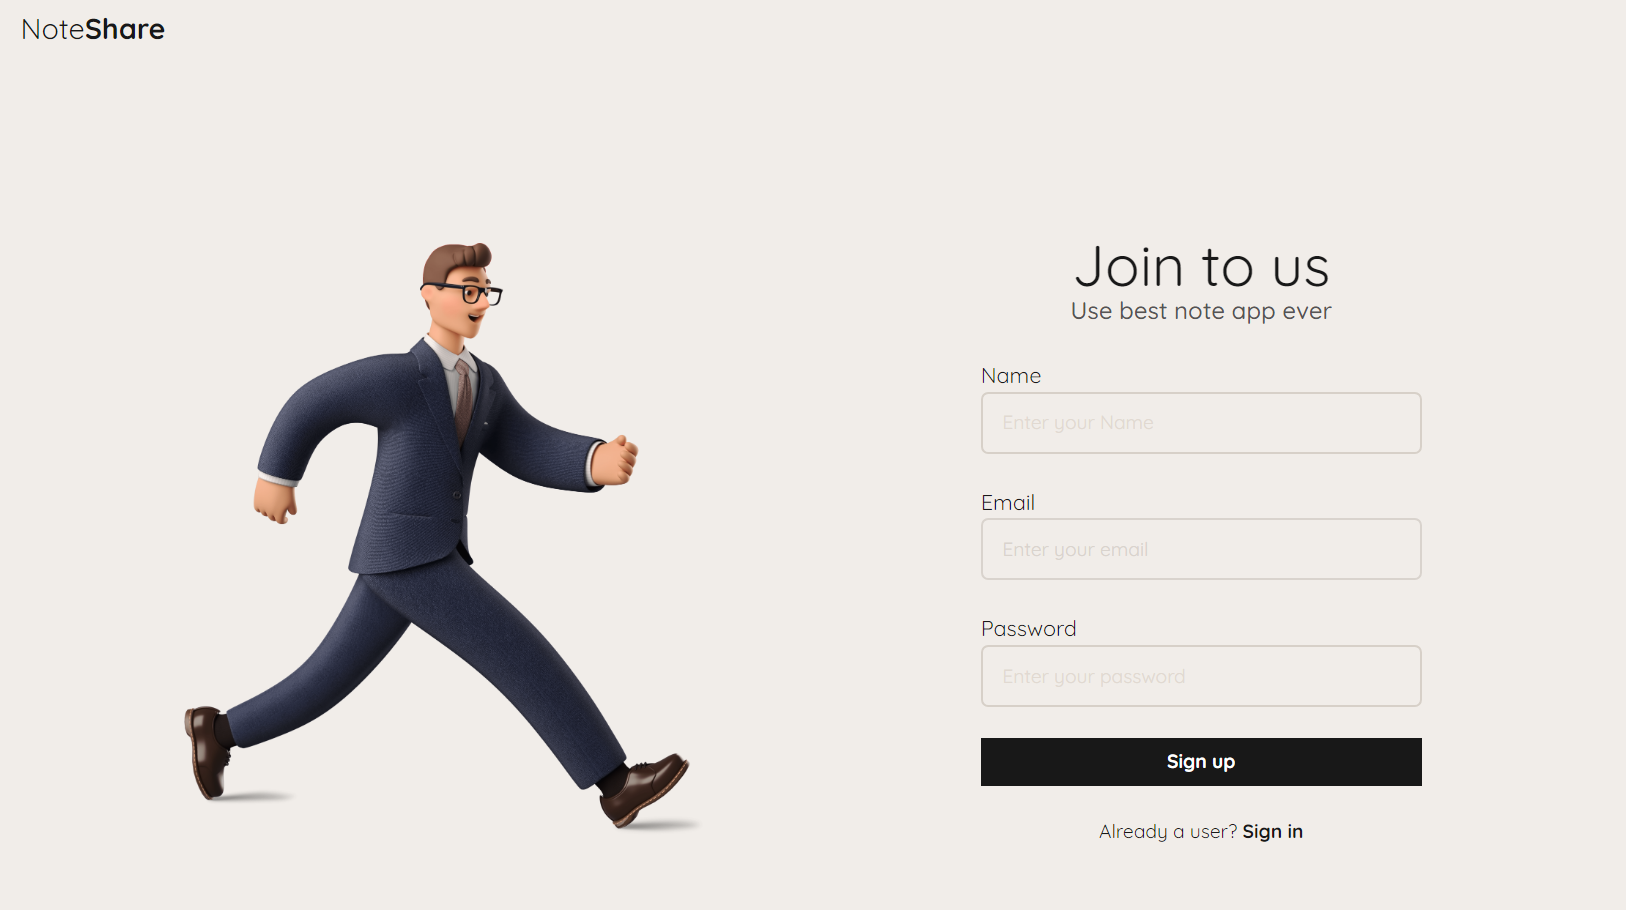 NoteShare
Join to us
Use best note app ever
Name
Enter your Name
Email
Enter your email
Password
Enter your password
Sign up
Already a user? Sign in